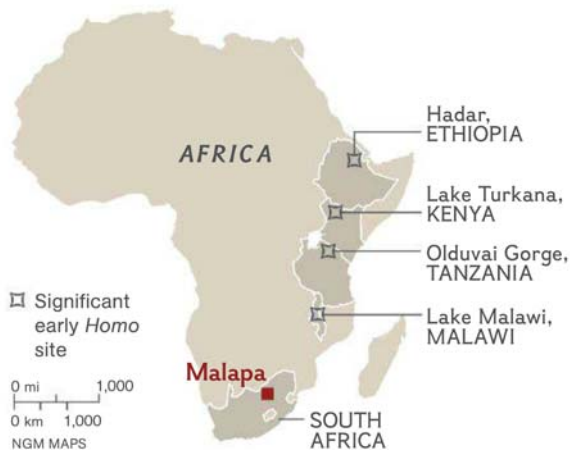 Hadar,
ETHIOPIA
AFRICA
Lake Turkana,
KENYA
Olduvai Gorge,
TANZANIA
Significant
early Homo
site
Lake Malawi,
MALAWI
Malapa
0 mi 1,000
0 km 1,000
NGM MAPS
SOUTH
AFRICA